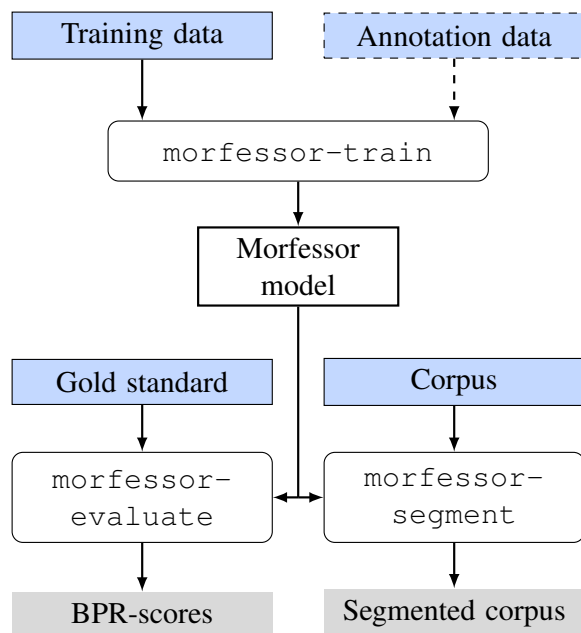 Training data
Annotation data
morfessor-train
Morfessor
model
Gold standard
Corpus
morfessor-
evaluate
morfessor-
segment
BPR-scores
Segmented corpus